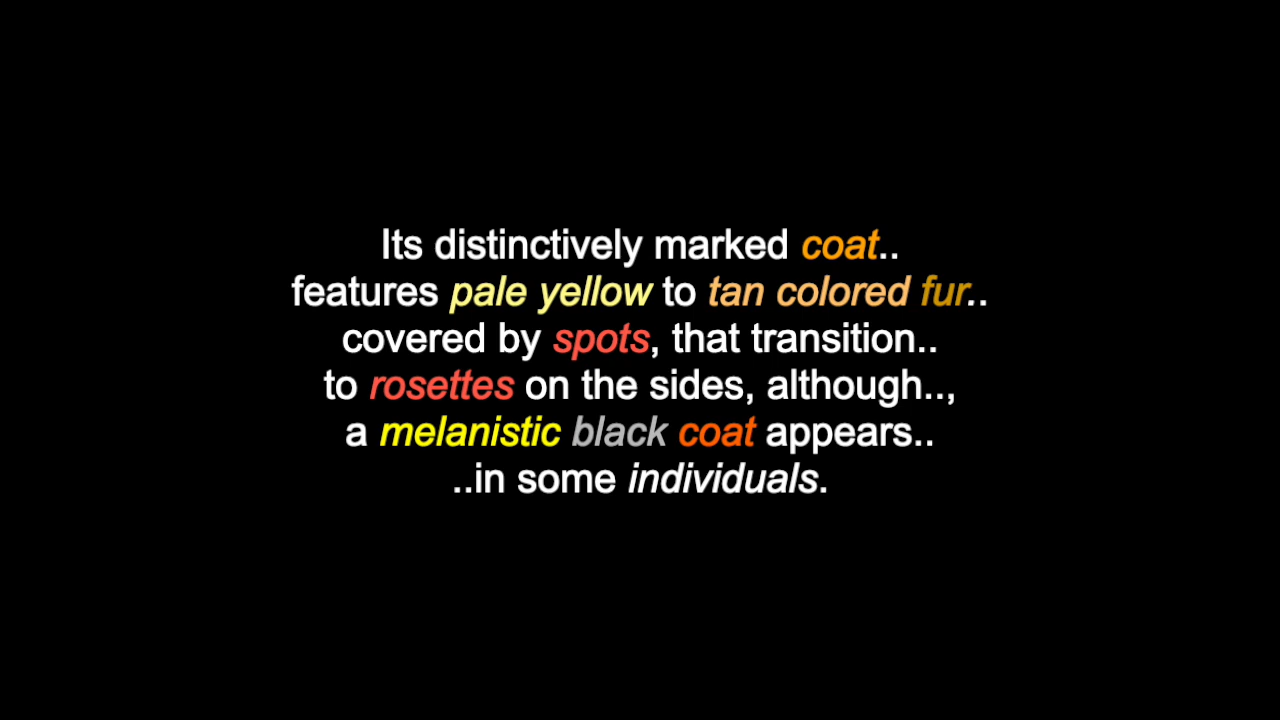 Its distinctively marked coat..
features pale yellow to tan colored fur..
covered by spots, that transition..
to rosettes on the sides, although..,
a melanistic black coat appears..
..in some individuals.